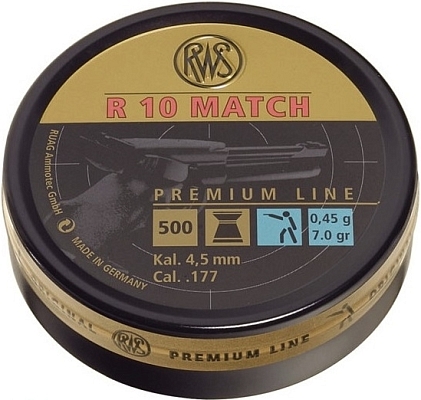 RWS
R 10 MATCH
PREMIUM LINE
500
0,45 g
7.0 gr
Kal. 4,5 mm
Cal. .177
RUAG Ammotec GmbH
MADE IN GERMANY
RWS
PREMIUM LINE